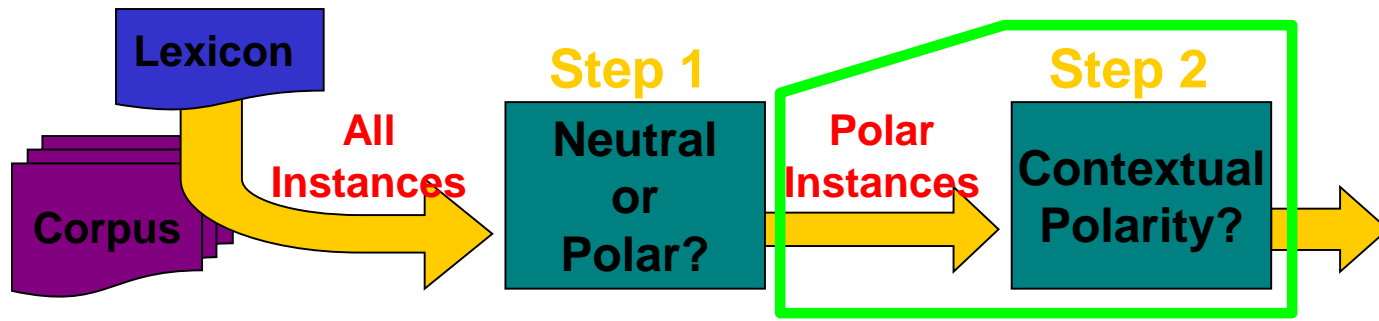 Lexicon
Corpus
All
Instances
Step 1
Neutral
or
Polar?
Polar
Instances
Step 2
Contextual
Polarity?